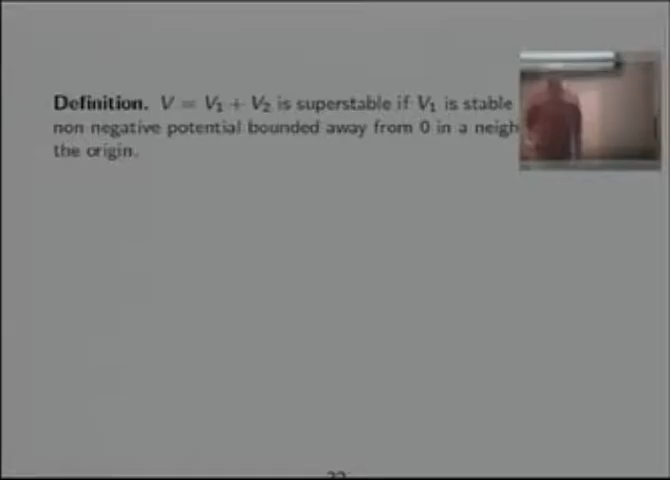 Definition. V = V₁ + V₂ is superstable if V₁ is stable
non negative potential bounded away from 0 in a neigh
the origin.